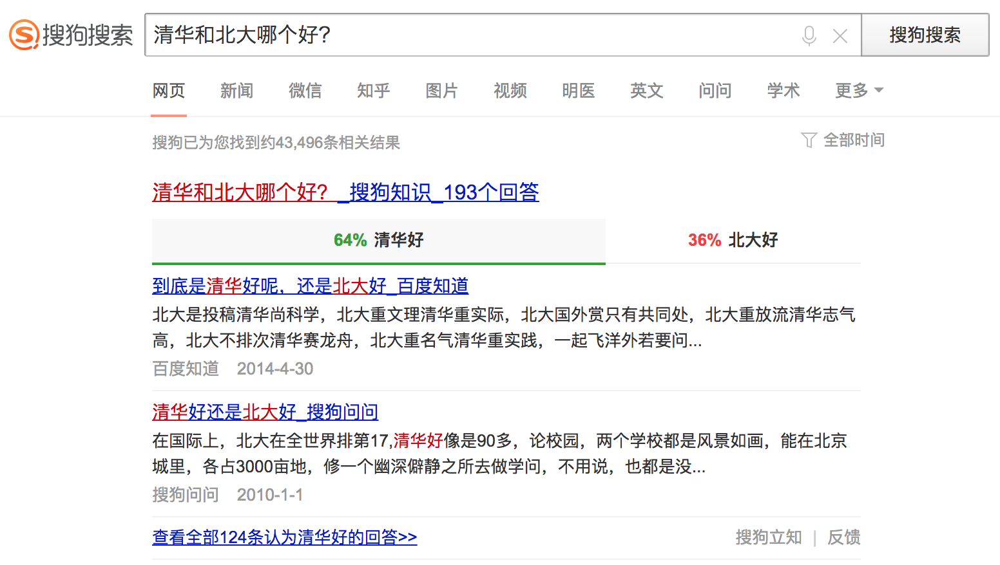 搜狗搜索
清华和北大哪个好?
搜狗搜索
网页 新闻 微信 知乎 图片 视频 明医 英文 问问 学术 更多
搜狗已为您找到约43,496条相关结果
全部时间
清华和北大哪个好？_搜狗知识_193个回答
64% 清华好 36% 北大好
到底是清华好呢，还是北大好_百度知道
北大是投稿清华尚科学，北大重文理清华重实际，北大国外赏只有共同处，北大重放流清华志气
高，北大不排次清华赛龙舟，北大重名气清华重实践，一起飞洋外若要问...
百度知道 2014-4-30
清华好还是北大好_搜狗问问
在国际上，北大在全世界排第17,清华好像是90多，论校园，两个学校都是风景如画，能在北京
城里，各占3000亩地，修一个幽深僻静之所去做学问，不用说，也都是没...
搜狗问问 2010-1-1
查看全部124条认为清华好的回答>>
搜狗立知 | 反馈